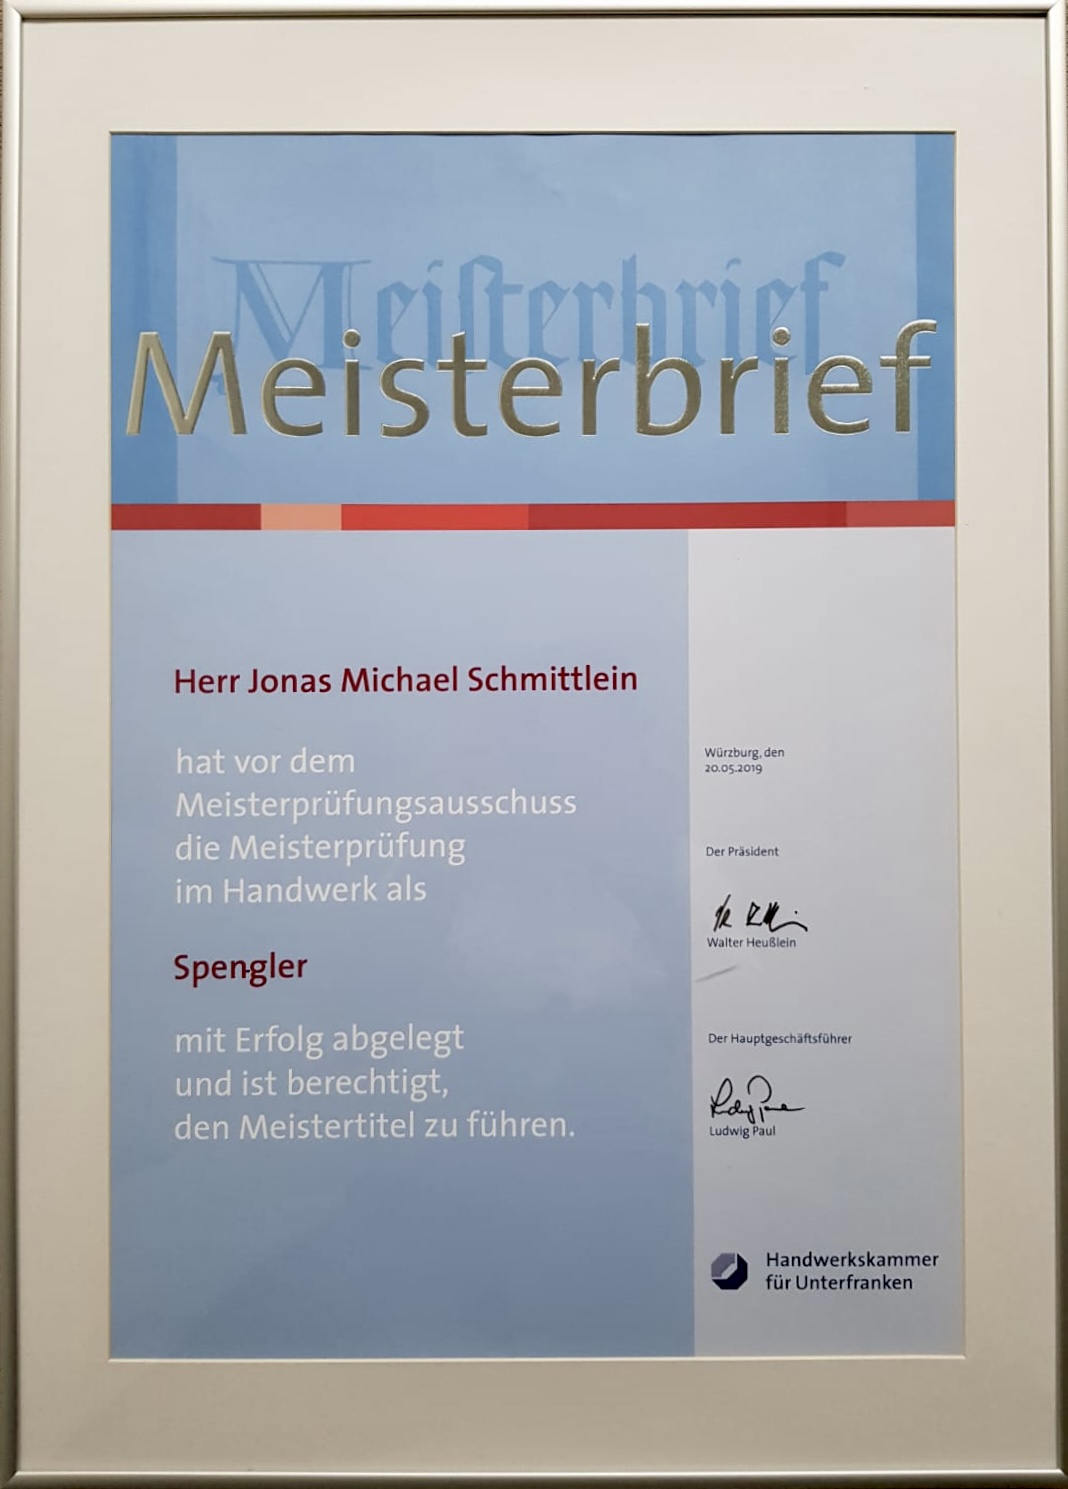 Meisterbrief
Meisterbrief
Herr Jonas Michael Schmittlein
hat vor dem
Meisterprüfungsausschuss
die Meisterprüfung
im Handwerk als
Spengler
mit Erfolg abgelegt
und ist berechtigt,
den Meistertitel zu führen.
Würzburg, den
20.05.2019
Der Präsident
Walter Heußlein
Der Hauptgeschäftsführer
Ludwig Paul
Handwerkskammer
für Unterfranken